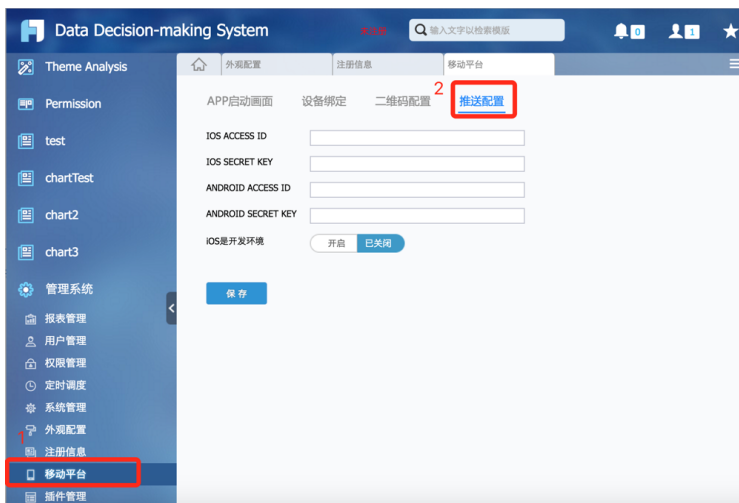 Data Decision-making System
输入文字以检索模版
0
1
Theme Analysis
外观配置
注册信息
移动平台
Permission
APP启动画面
设备绑定
二维码配置
2
推送配置
test
IOS ACCESS ID
IOS SECRET KEY
chartTest
ANDROID ACCESS ID
chart2
ANDROID SECRET KEY
iOS是开发环境
开启
已关闭
chart3
管理系统
保存
报表管理
用户管理
权限管理
定时调度
系统管理
外观配置
1
注册信息
移动平台
插件管理